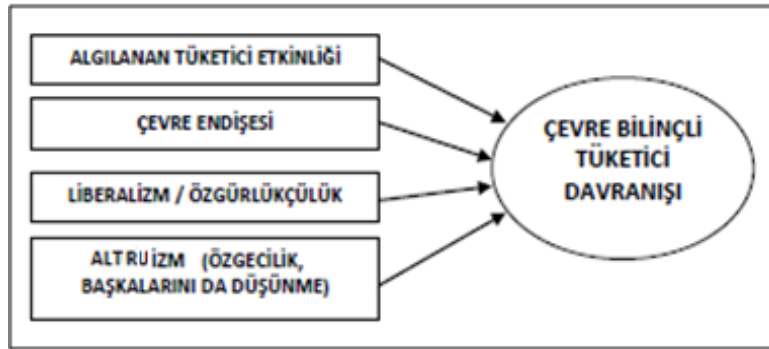 ALGILANAN TÜKETİCİ ETKİNLİĞİ
ÇEVRE ENDİŞESİ
LİBERALİZM / ÖZGÜRLÜKÇÜLÜK
ALTRUİZM (ÖZGECİLİK,
BAŞKALARINI DA DÜŞÜNME)
ÇEVRE BİLİNÇLİ
TÜKETİCİ
DAVRANIŞI